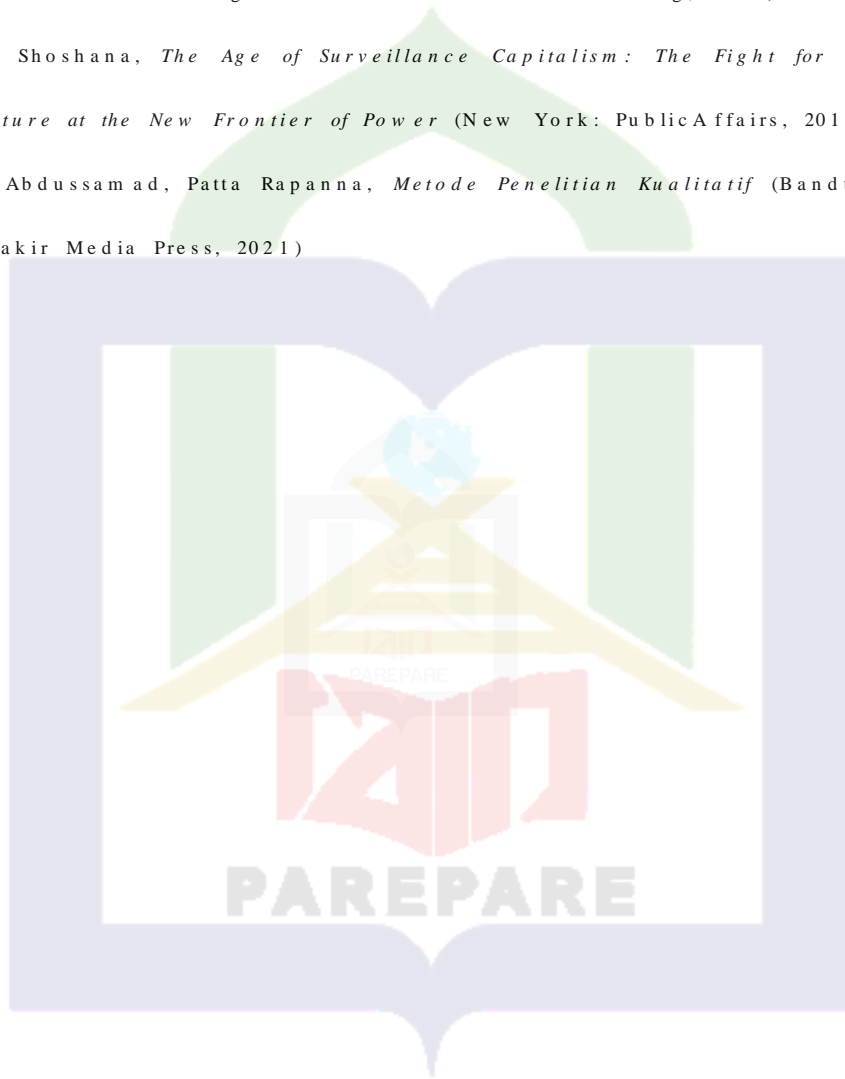 Shoshana, The Age of Surveillance Capitalism: The Fight for
ture at the New Frontier of Power (New York: PublicAffairs, 201
Abdussamad, Patta Rapanna, Metode Penelitian Kualitatif (Bandu
akir Media Press, 2021)
PAREPARE
PAREPARE